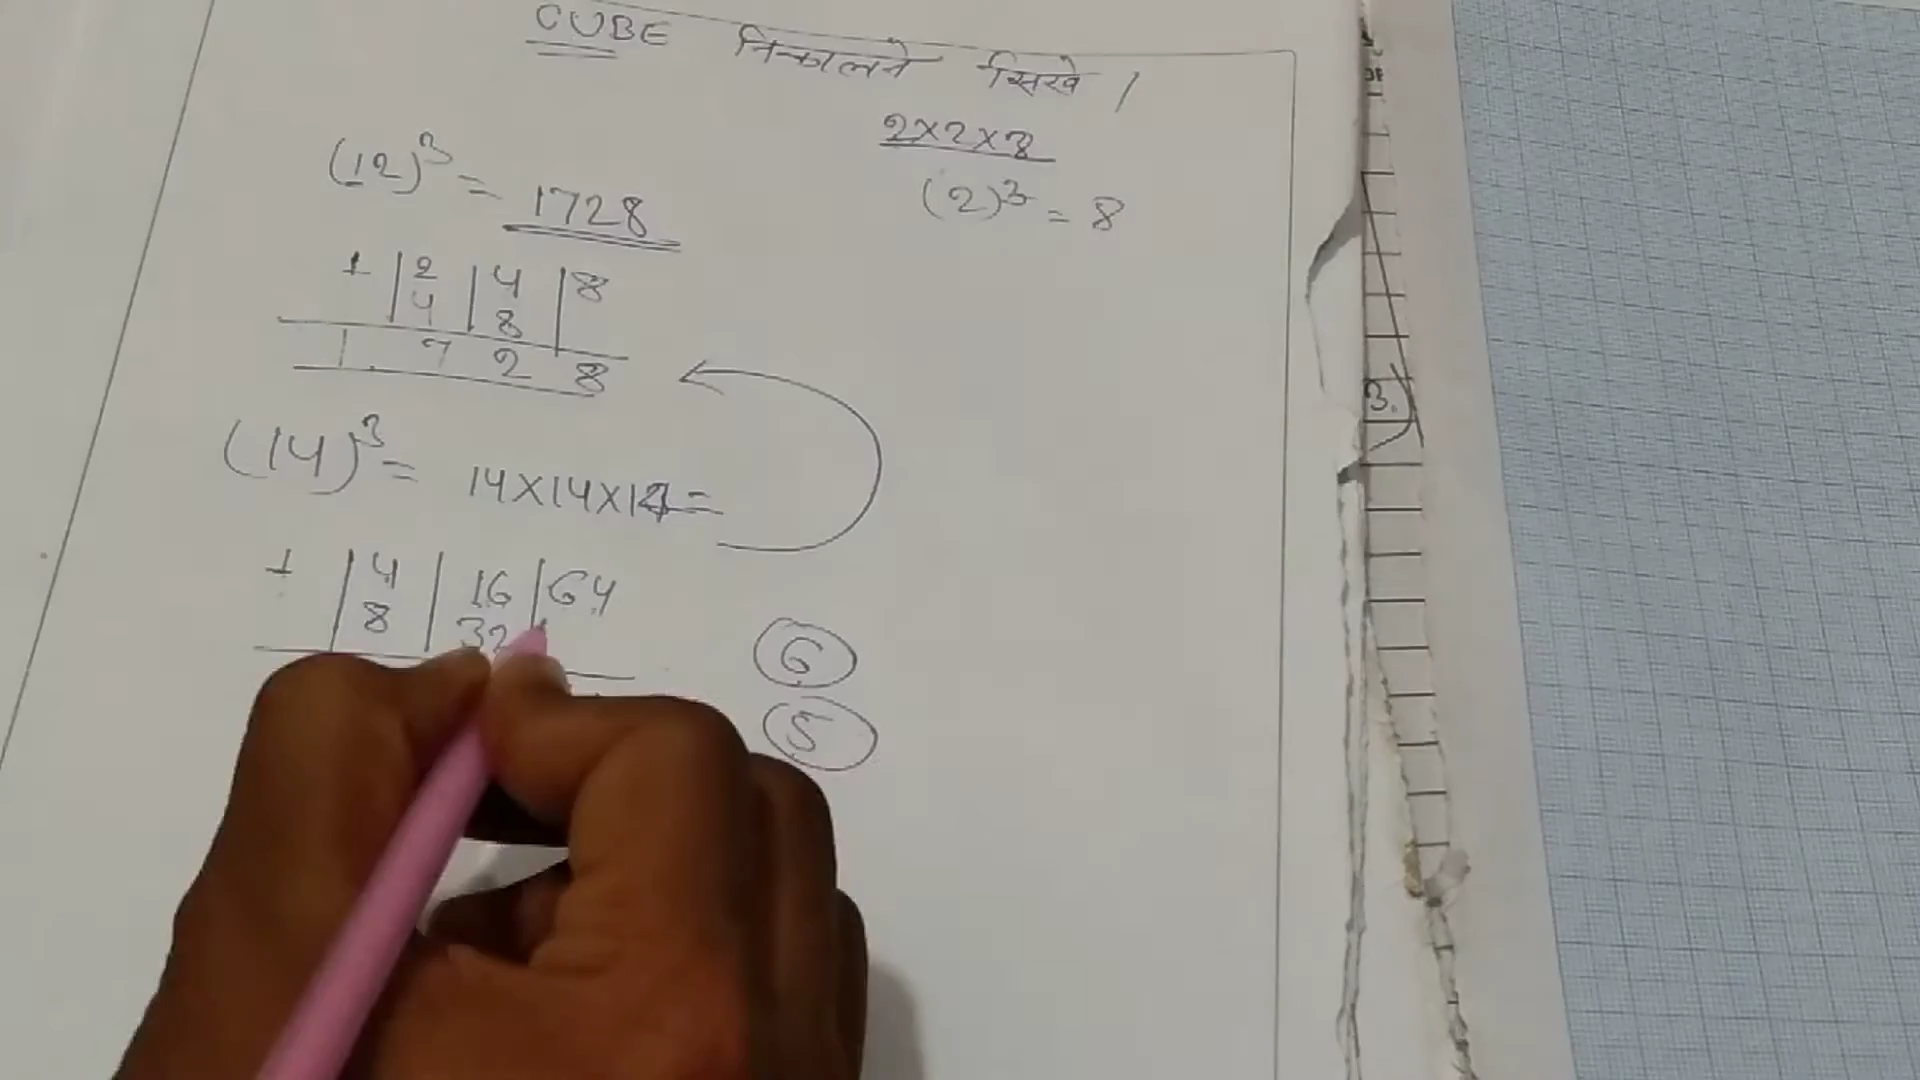 CUBE निकालने सिखे ।
2×2×2
(12)³ = 1728
(2)³ = 8
1 | 2 | 4 | 8
4 | 8
1 7 2 8
(14)³ = 14×14×14=
1 | 4 | 16 | 64
8 | 32
6
5
3.